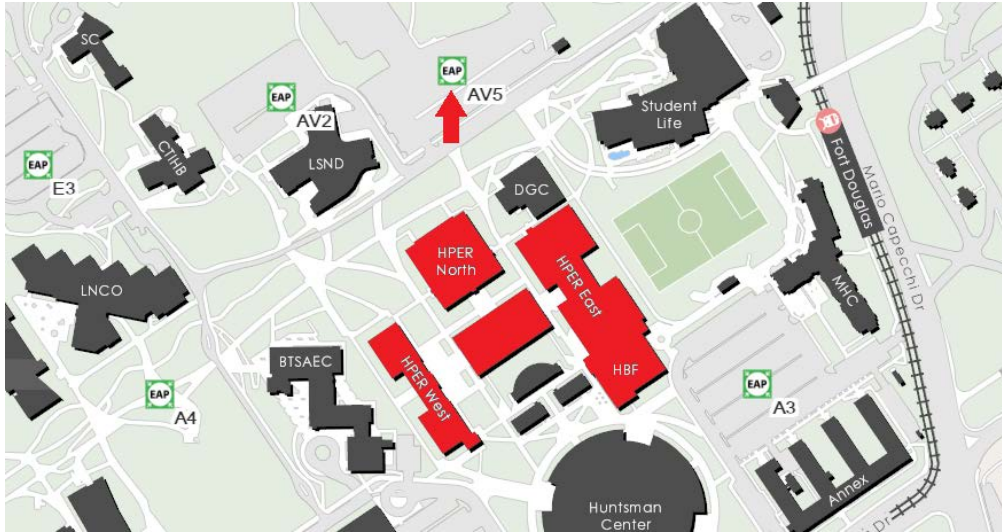 SC
EAP
AV5
EAP
AV2
Student
Life
CTIHB
LSND
EAP
E3
DGC
Fort Douglas
Mario Capecchi Dr
HPER
North
HPER East
LNCO
MHC
BTSAEC
HPER West
HBF
EAP
A4
EAP
A3
Annex
Huntsman
Center
Dr